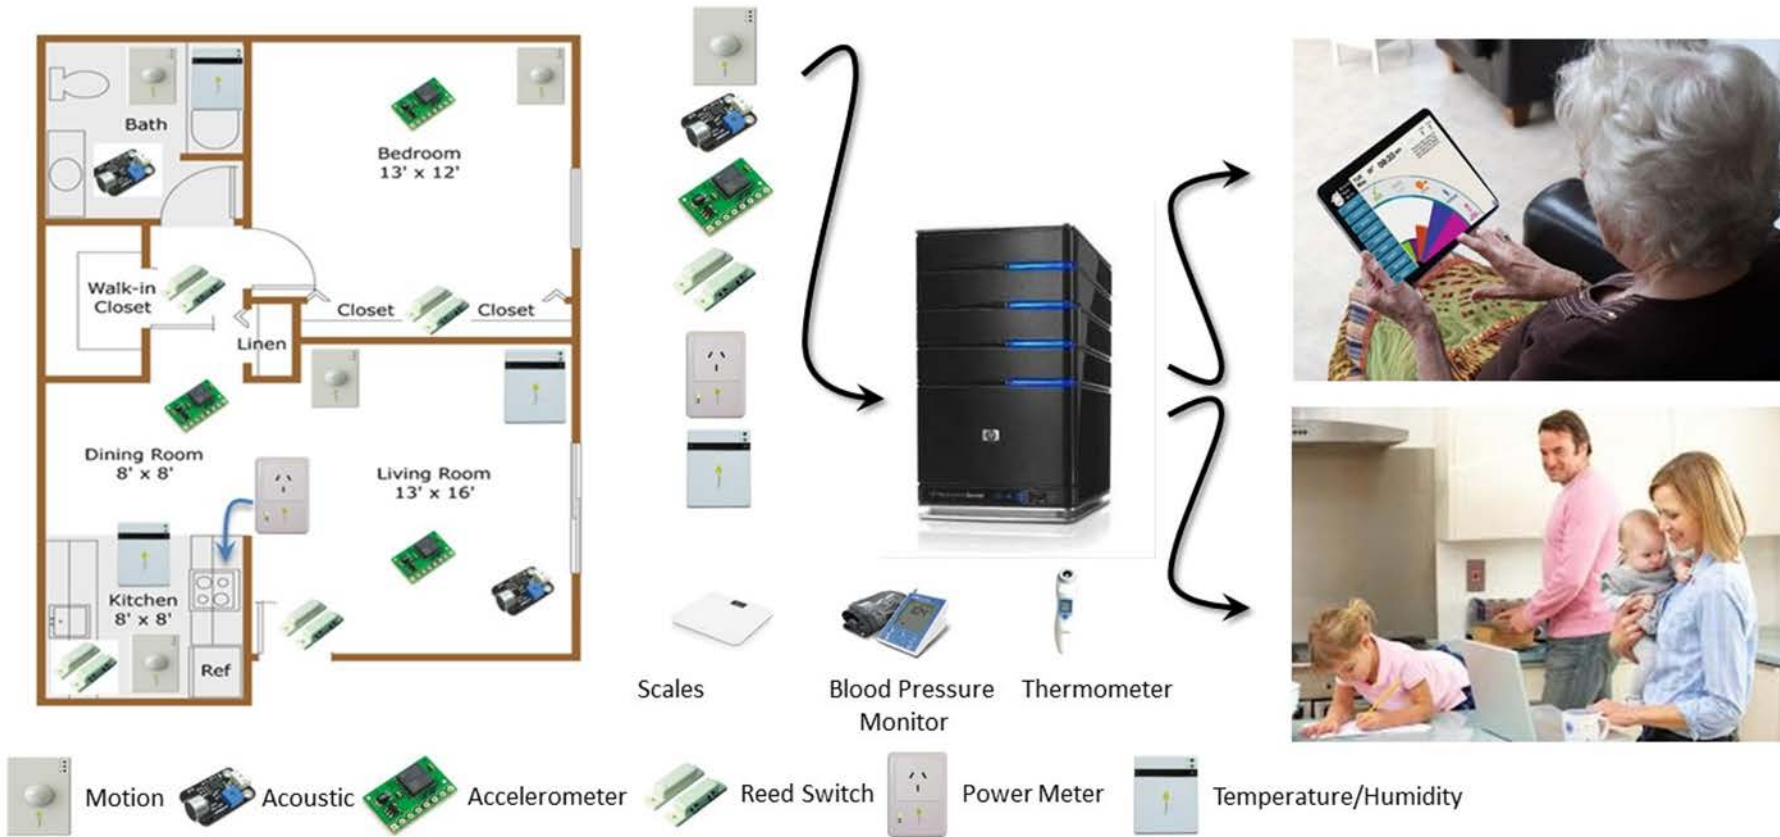 Bath
Bedroom
13' x 12'
Walk-in
Closet
Closet
Closet
Linen
Dining Room
8' x 8'
Living Room
13' x 16'
Kitchen
8' x 8'
Ref
hp
Scales
Blood Pressure
Monitor
Thermometer
Motion
Acoustic
Accelerometer
Reed Switch
Power Meter
Temperature/Humidity